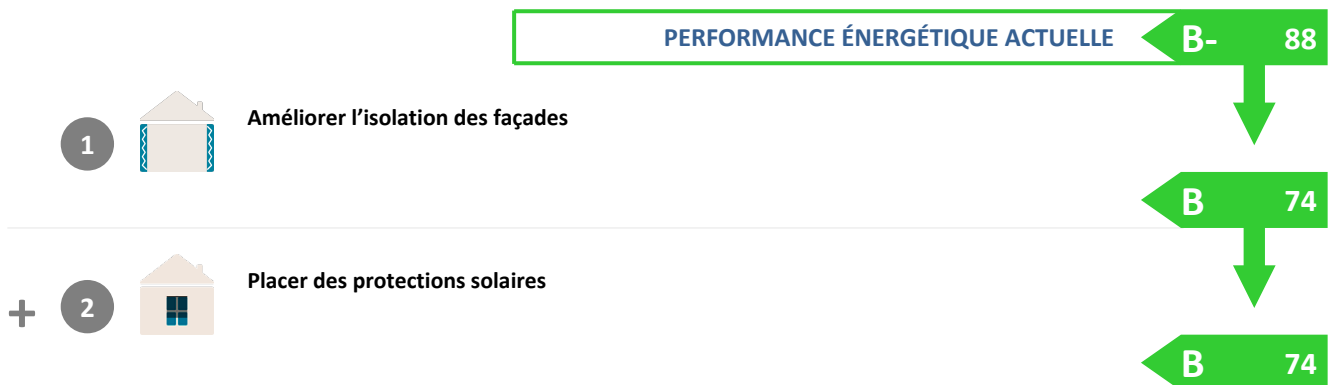 PERFORMANCE ÉNERGÉTIQUE ACTUELLE B- 88
1 Améliorer l’isolation des façades
B 74
+ 2 Placer des protections solaires
B 74